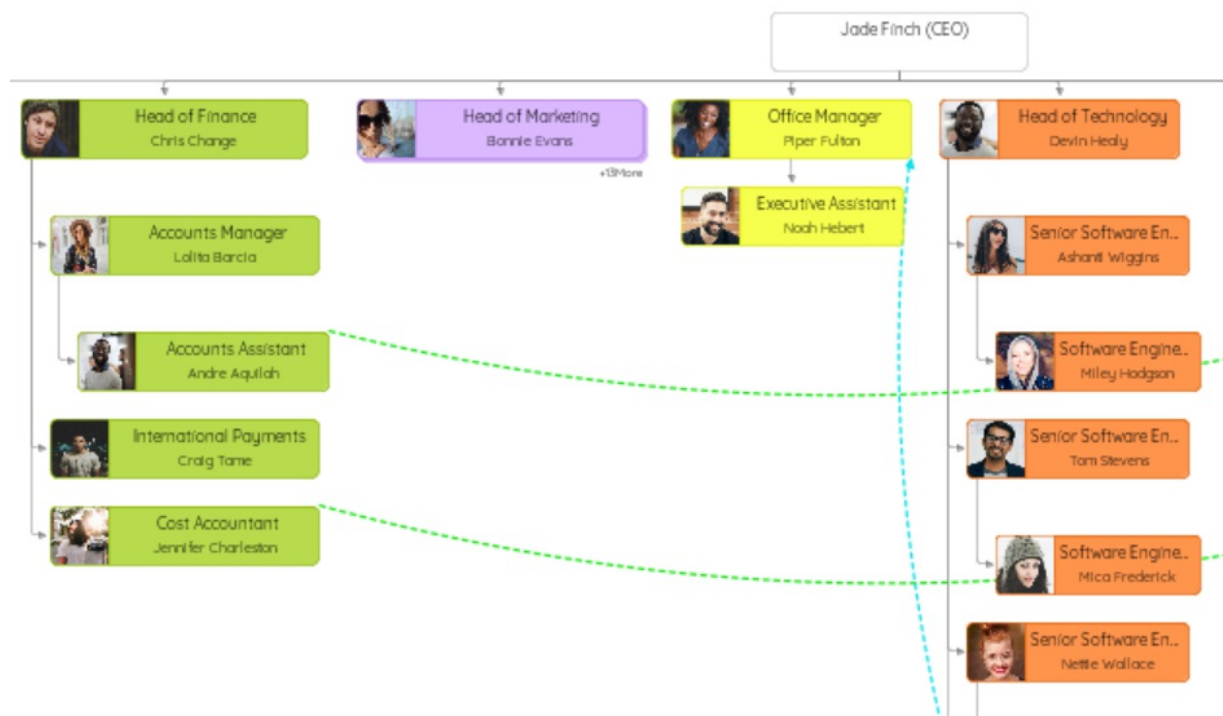 Jade Finch (CEO)
Head of Finance
Chris Change
Head of Marketing
Bonnie Evans
+13More
Office Manager
Piper Fulton
Head of Technology
Devin Healy
Executive Assistant
Noah Hebert
Accounts Manager
Lolita Barcia
Senior Software En...
Ashanti Wiggins
Accounts Assistant
Andre Aquilah
Software Engine..
Miley Hodgson
International Payments
Craig Tame
Senior Software En...
Tom Stevens
Cost Accountant
Jennifer Charleston
Software Engine..
Mica Frederick
Senior Software En...
Nettie Wallace